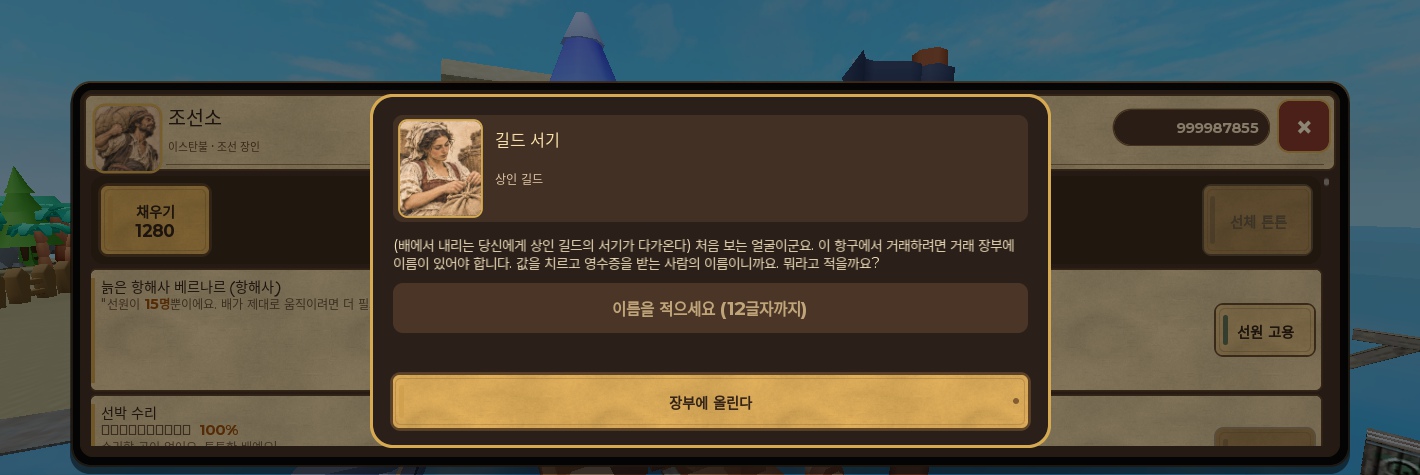 조선소
이스탄불 · 조선 장인
999987855
채우기
1280
선체 튼튼
길드 서기
상인 길드
(배에서 내리는 당신에게 상인 길드의 서기가 다가온다) 처음 보는 얼굴이군요. 이 항구에서 거래하려면 거래 장부에
이름이 있어야 합니다. 값을 치르고 영수증을 받는 사람의 이름이니까요. 뭐라고 적을까요?
이름을 적으세요 (12글자까지)
장부에 올린다
늙은 항해사 베르나르 (항해사)
"선원이 15명뿐이에요. 배가 제대로 움직이려면 더 필
선원 고용
선박 수리
100%